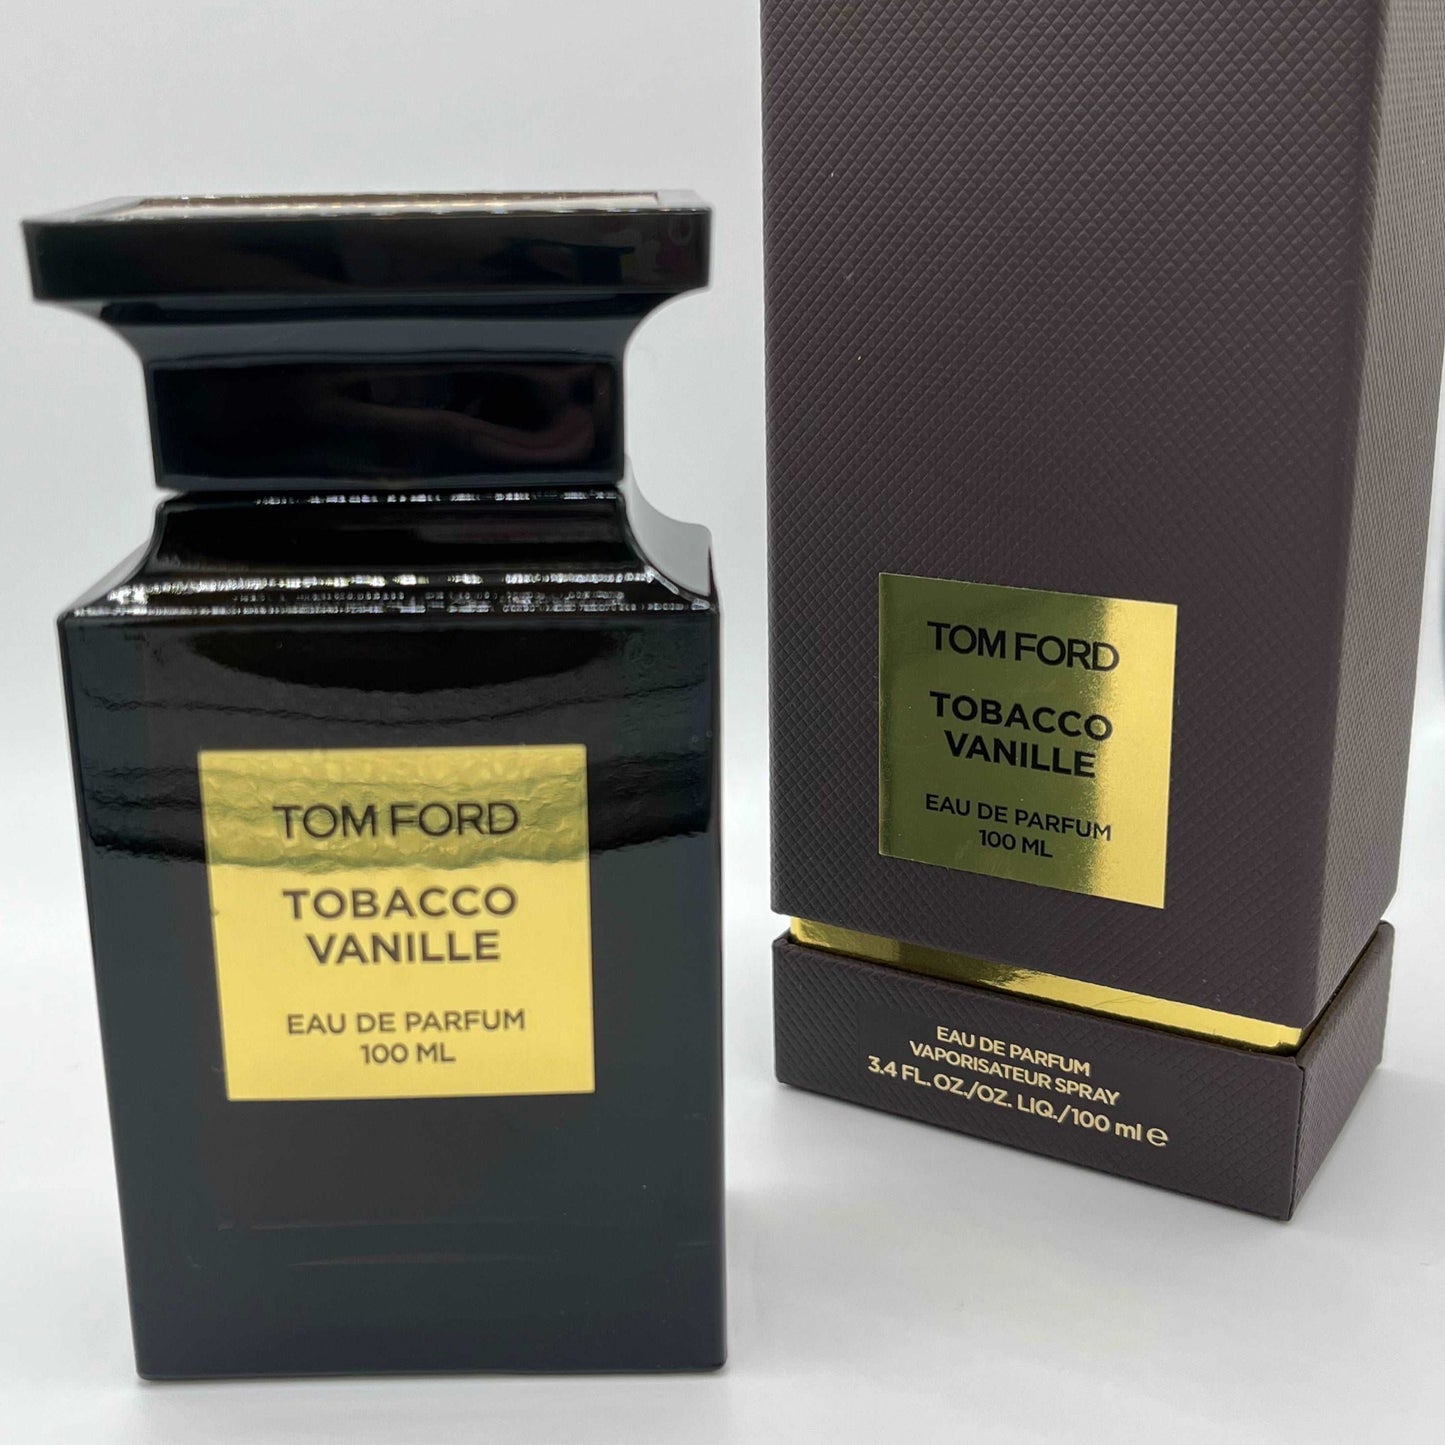 TOM FORD
TOBACCO
VANILLE
EAU DE PARFUM
100 ML
TOM FORD
TOBACCO
VANILLE
EAU DE PARFUM
100 ML
EAU DE PARFUM
VAPORISATEUR SPRAY
3.4 FL. OZ./OZ. LIQ./100 ml ℮